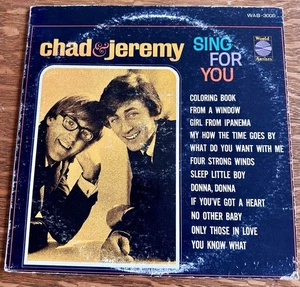 WAS-3005
chad & jeremy
SING
FOR
YOU
World
Artists
COLORING BOOK
FROM A WINDOW
GIRL FROM IPANEMA
MY HOW THE TIME GOES BY
WHAT DO YOU WANT WITH ME
FOUR STRONG WINDS
SLEEP LITTLE BOY
DONNA, DONNA
IF YOU'VE GOT A HEART
NO OTHER BABY
ONLY THOSE IN LOVE
YOU KNOW WHAT